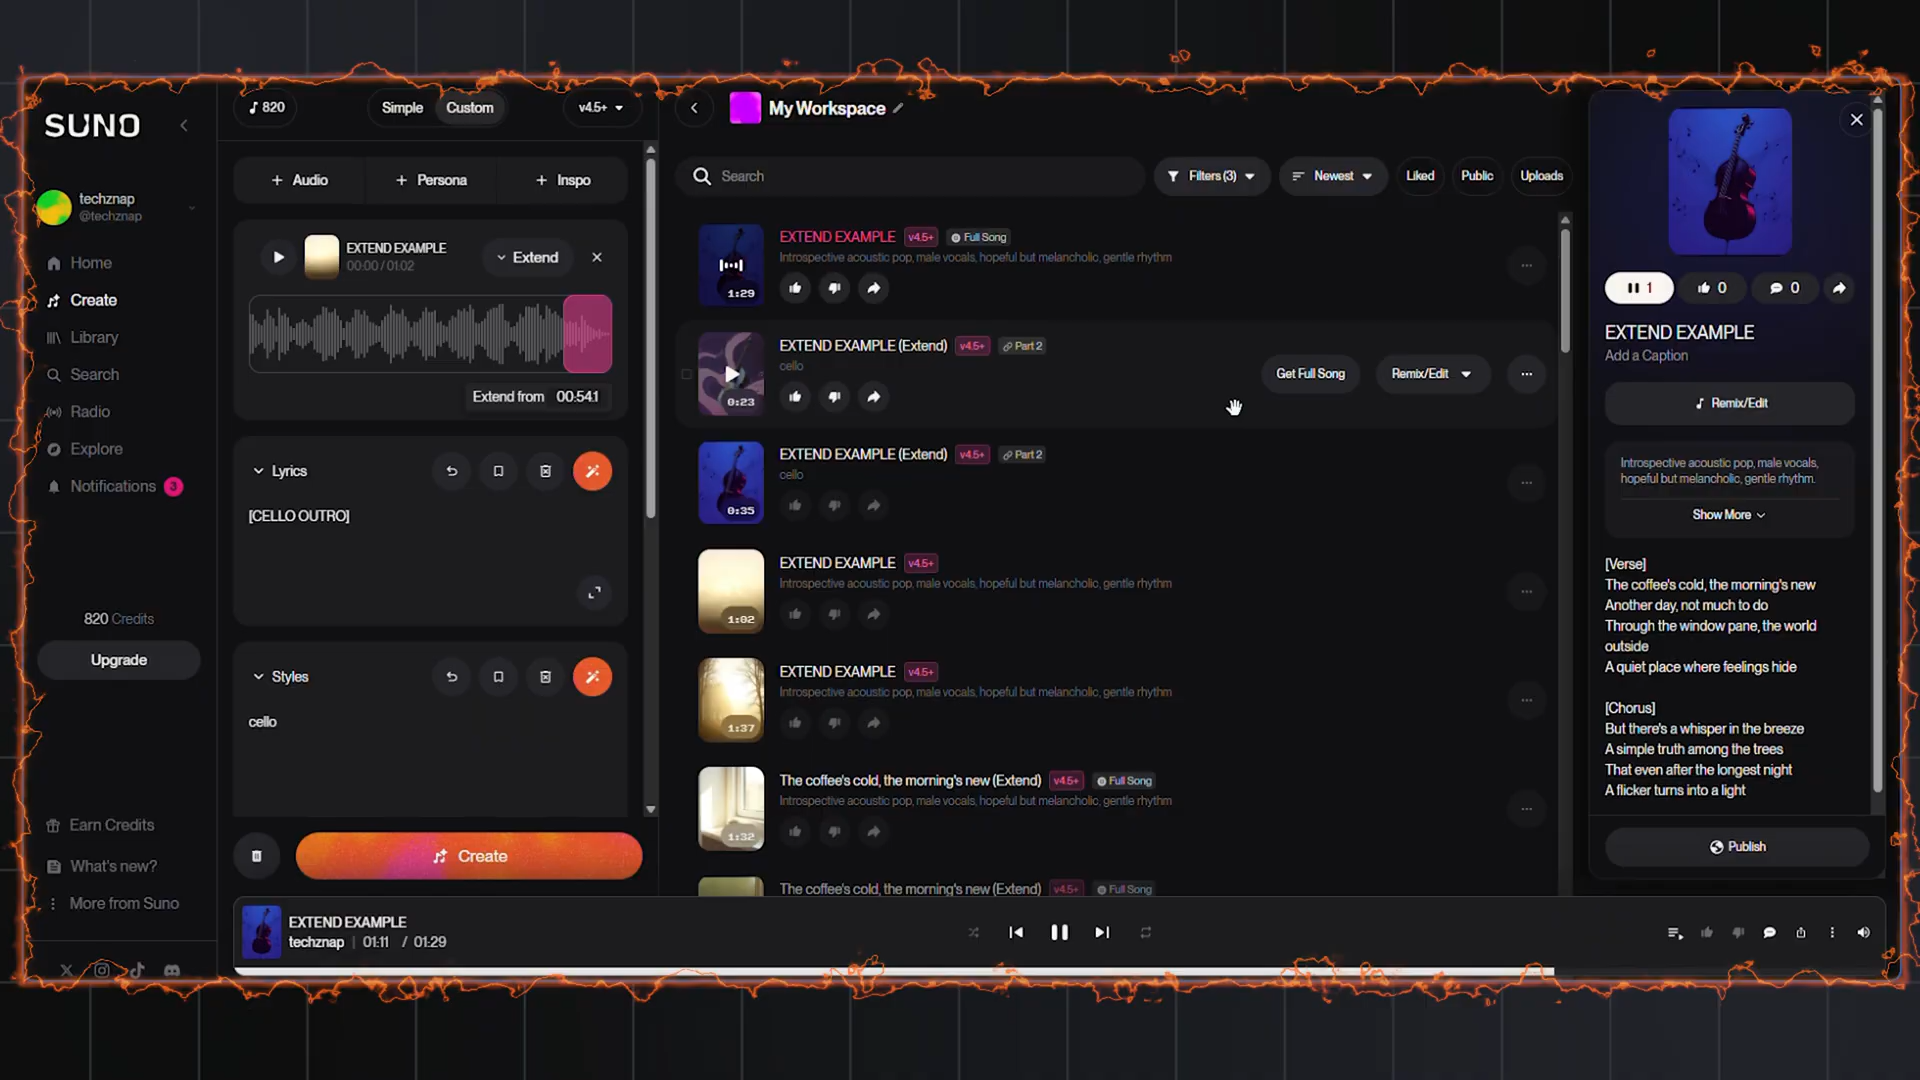 SUNO
techznap
@techznap
Home
Create
Library
Search
Radio
Explore
Notifications 3
820 Credits
Upgrade
Earn Credits
What's new?
More from Suno
820
Simple
Custom
v4.5+
+ Audio
+ Persona
+ Inspo
EXTEND EXAMPLE
00:00 / 01:02
Extend
Extend from 00:54.1
Lyrics
[CELLO OUTRO]
Styles
cello
Create
My Workspace
Search
Filters (3)
Newest
Liked
Public
Uploads
EXTEND EXAMPLE v4.5+ Full Song
Introspective acoustic pop, male vocals, hopeful but melancholic, gentle rhythm
1:29
EXTEND EXAMPLE (Extend) v4.5+ Part 2
cello
0:23
Get Full Song
Remix/Edit
EXTEND EXAMPLE (Extend) v4.5+ Part 2
cello
0:35
EXTEND EXAMPLE v4.5+
Introspective acoustic pop, male vocals, hopeful but melancholic, gentle rhythm
1:02
EXTEND EXAMPLE v4.5+
Introspective acoustic pop, male vocals, hopeful but melancholic, gentle rhythm
1:37
The coffee's cold, the morning's new (Extend) v4.5+ Full Song
Introspective acoustic pop, male vocals, hopeful but melancholic, gentle rhythm
1:32
The coffee's cold, the morning's new (Extend) v4.5+ Full Song
1
0
0
EXTEND EXAMPLE
Add a Caption
Remix/Edit
Introspective acoustic pop, male vocals,
hopeful but melancholic, gentle rhythm.
Show More
[Verse]
The coffee's cold, the morning's new
Another day, not much to do
Through the window pane, the world
outside
A quiet place where feelings hide
[Chorus]
But there's a whisper in the breeze
A simple truth among the trees
That even after the longest night
A flicker turns into a light
Publish
EXTEND EXAMPLE
techznap | 01:11 / 01:29